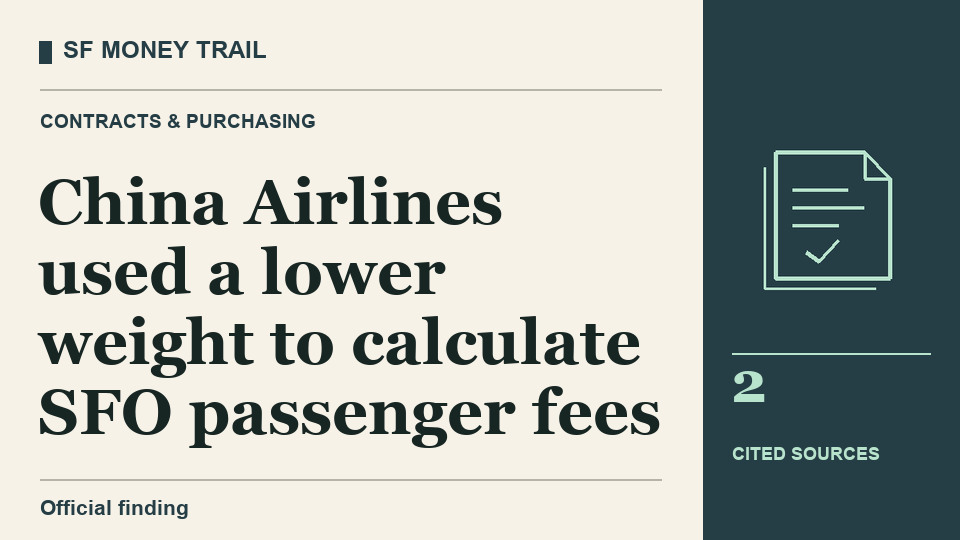 SF MONEY TRAIL
CONTRACTS & PURCHASING
China Airlines
used a lower
weight to calculate
SFO passenger fees
Official finding
2
CITED SOURCES